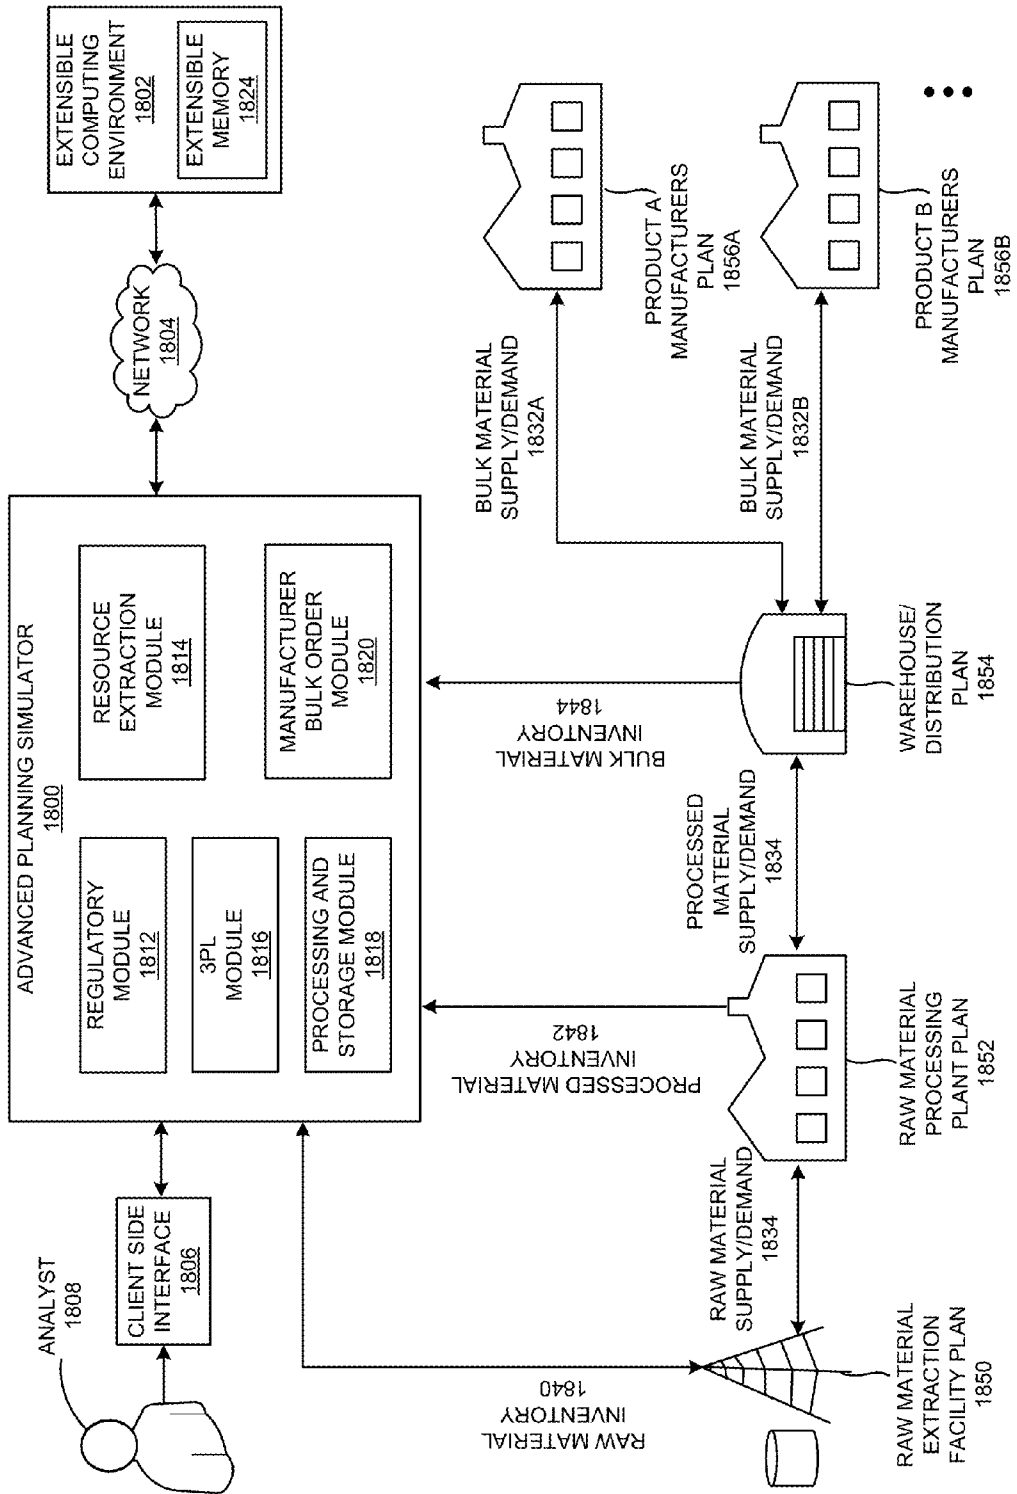 ADVANCED PLANNING SIMULATOR
1800
REGULATORY
MODULE
1812
RESOURCE
EXTRACTION
MODULE
1814
3PL
MODULE
1816
PROCESSING AND
STORAGE MODULE
1818
MANUFACTURER
BULK ORDER
MODULE
1820
ANALYST
1808
CLIENT SIDE
INTERFACE
1806
NETWORK
1804
EXTENSIBLE
COMPUTING
ENVIRONMENT
1802
EXTENSIBLE
MEMORY
1824
RAW MATERIAL
INVENTORY
1840
PROCESSED MATERIAL
INVENTORY
1842
BULK MATERIAL
INVENTORY
1844
BULK MATERIAL
SUPPLY/DEMAND
1832A
PRODUCT A
MANUFACTURERS
PLAN
1856A
RAW MATERIAL
SUPPLY/DEMAND
1834
PROCESSED
MATERIAL
SUPPLY/DEMAND
1834
BULK MATERIAL
SUPPLY/DEMAND
1832B
RAW MATERIAL
EXTRACTION
FACILITY PLAN
1850
RAW MATERIAL
PROCESSING
PLANT PLAN
1852
WAREHOUSE/
DISTRIBUTION
PLAN
1854
PRODUCT B
MANUFACTURERS
PLAN
1856B